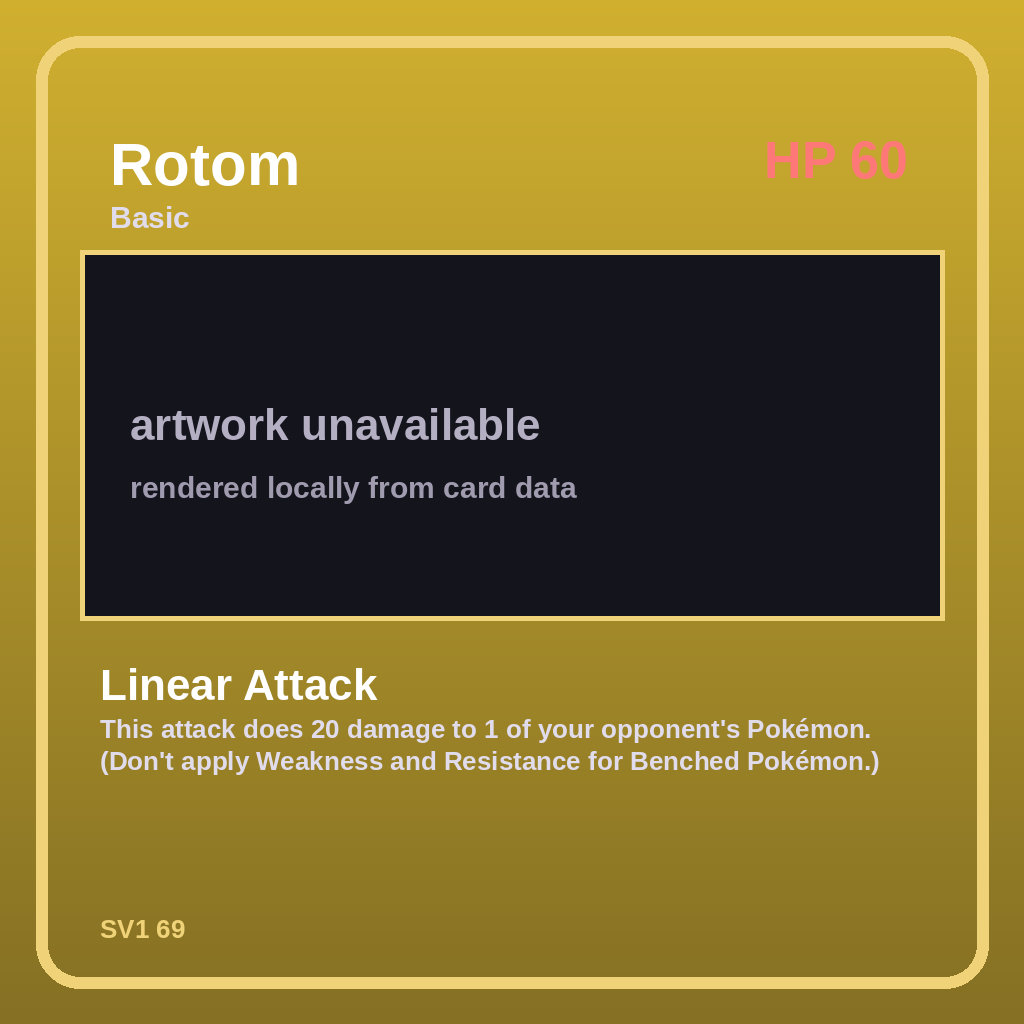 Rotom
HP 60
Basic
artwork unavailable
rendered locally from card data
Linear Attack
This attack does 20 damage to 1 of your opponent's Pokémon.
(Don't apply Weakness and Resistance for Benched Pokémon.)
SV1 69